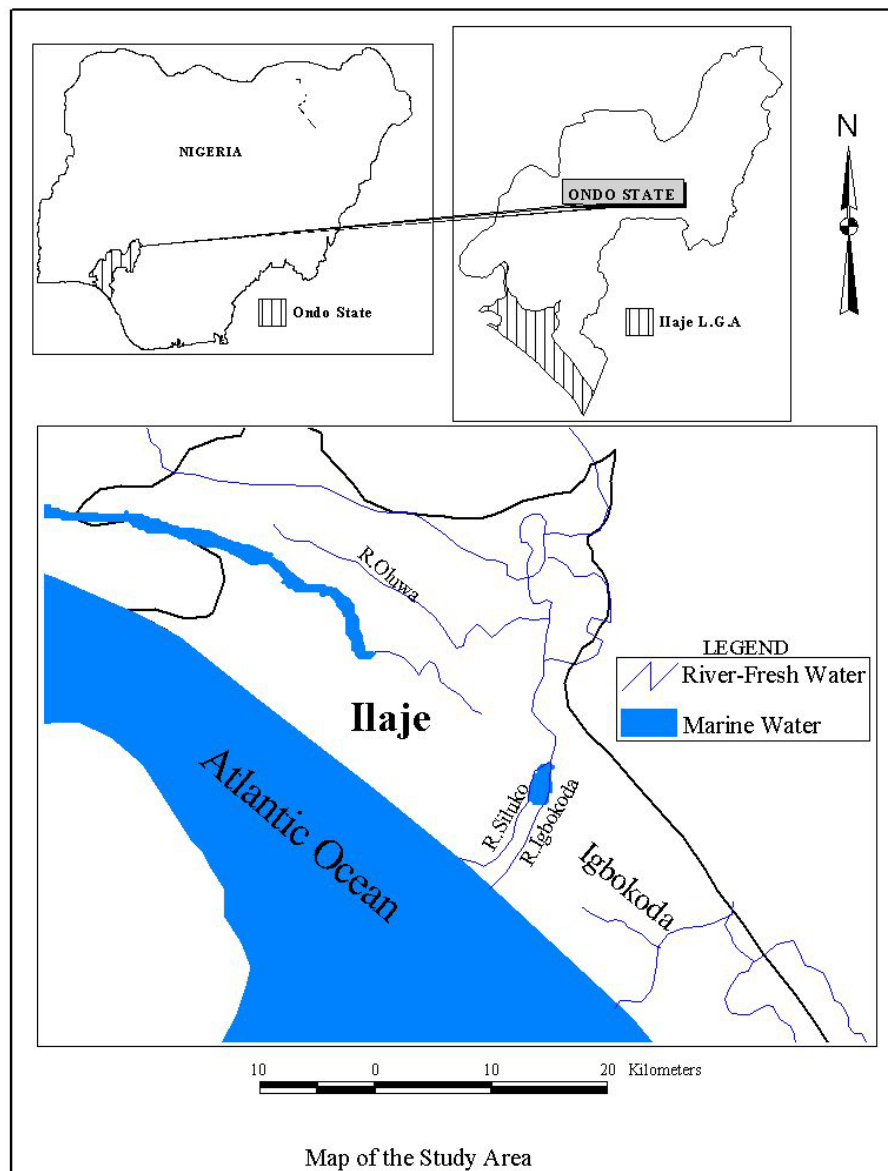 NIGERIA
Ondo State
ONDO STATE
Ilaje L.G.A
N
R.Oluwa
Ilaje
Atlantic Ocean
R.Siluko
R.Igbokoda
Igbokoda
LEGEND
River-Fresh Water
Marine Water
10 0 10 20 Kilometers
Map of the Study Area